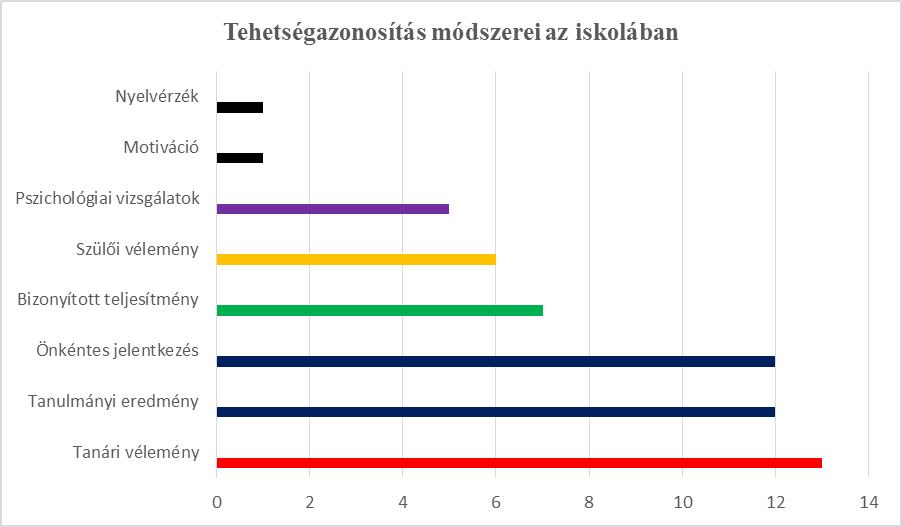 Tehetségazonosítás módszerei az iskolában
Nyelvérzék
Motiváció
Pszichológiai vizsgálatok
Szülői vélemény
Bizonyított teljesítmény
Önkéntes jelentkezés
Tanulmányi eredmény
Tanári vélemény
0 2 4 6 8 10 12 14